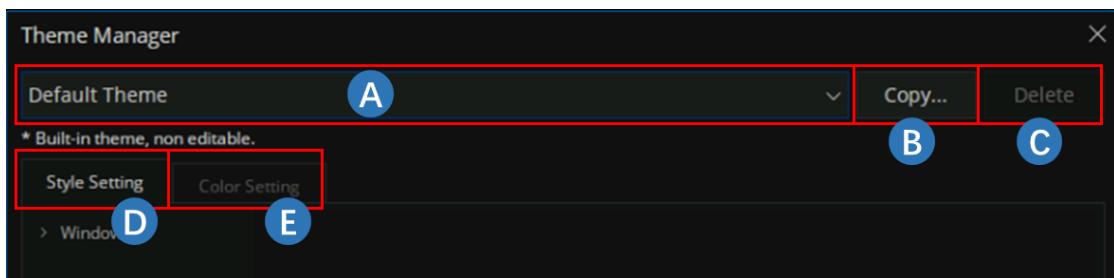 Theme Manager
Default Theme A Copy... Delete
B C
* Built-in theme, non editable.
Style Setting Color Setting
D E
> Window